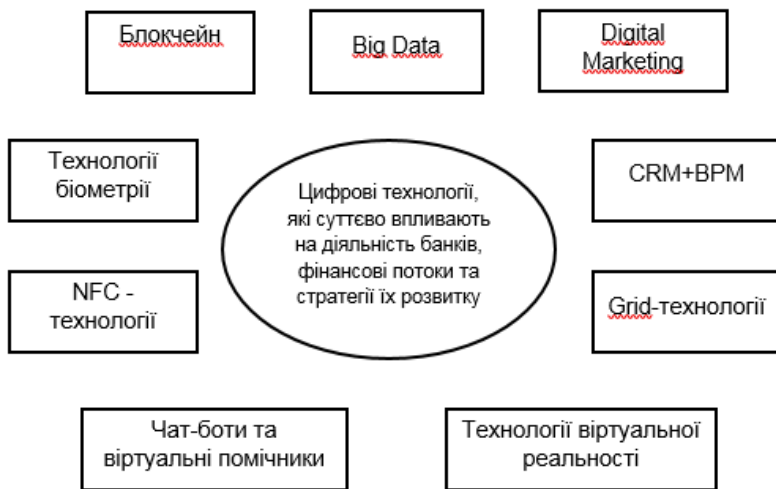 Блокчейн
Big Data
Digital
Marketing
Технології
біометрії
Цифрові технології,
які суттєво впливають
на діяльність банків,
фінансові потоки та
стратегії їх розвитку
CRM+BPM
NFC -
технології
Grid-технології
Чат-боти та
віртуальні помічники
Технології віртуальної
реальності